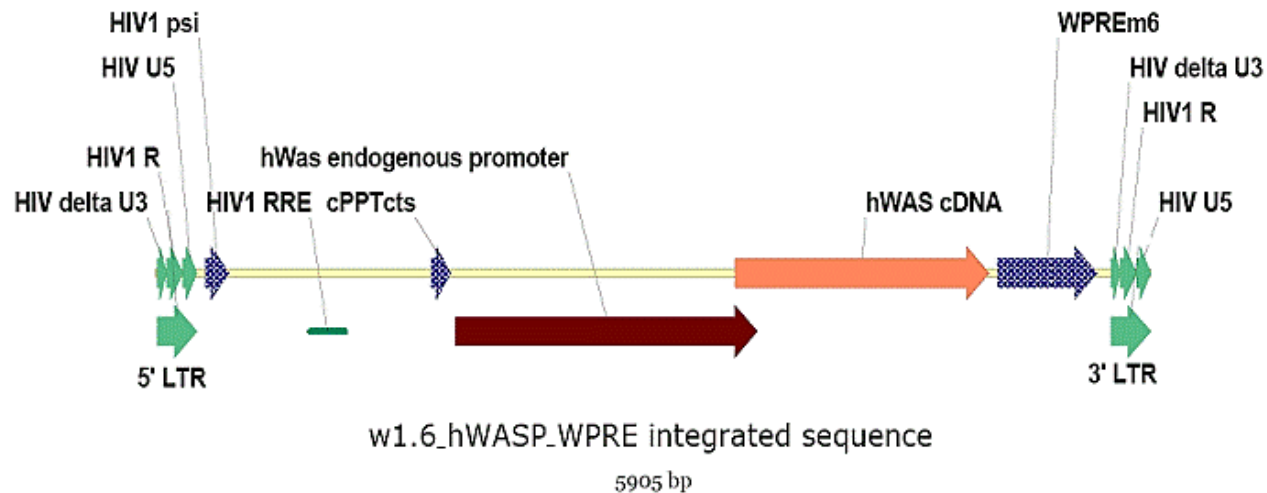 HIV1 psi
WPREm6
HIV U5
HIV delta U3
HIV1 R
HIV1 R
hWas endogenous promoter
HIV delta U3
HIV1 RRE
cPPTcts
hWAS cDNA
HIV U5
5' LTR
3' LTR
w1.6_hWASP_WPRE integrated sequence
5905 bp